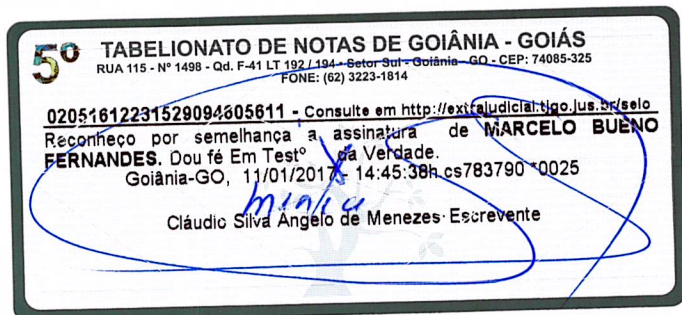 5º TABELIONATO DE NOTAS DE GOIÂNIA - GOIÁS
RUA 115 - Nº 1498 - Qd. F-41 LT 192 / 194 - Setor Sul - Goiânia - GO - CEP: 74085-325
FONE: (62) 3223-1814
02051612231529094605611 - Consulte em http://extrajudicial.tjgo.jus.br/selo
Reconheço por semelhança a assinatura de MARCELO BUENO
FERNANDES. Dou fé Em Testº da Verdade.
Goiânia-GO, 11/01/2017 - 14:45:38h cs783790 *0025
Cláudio Silva Angelo de Menezes - Escrevente